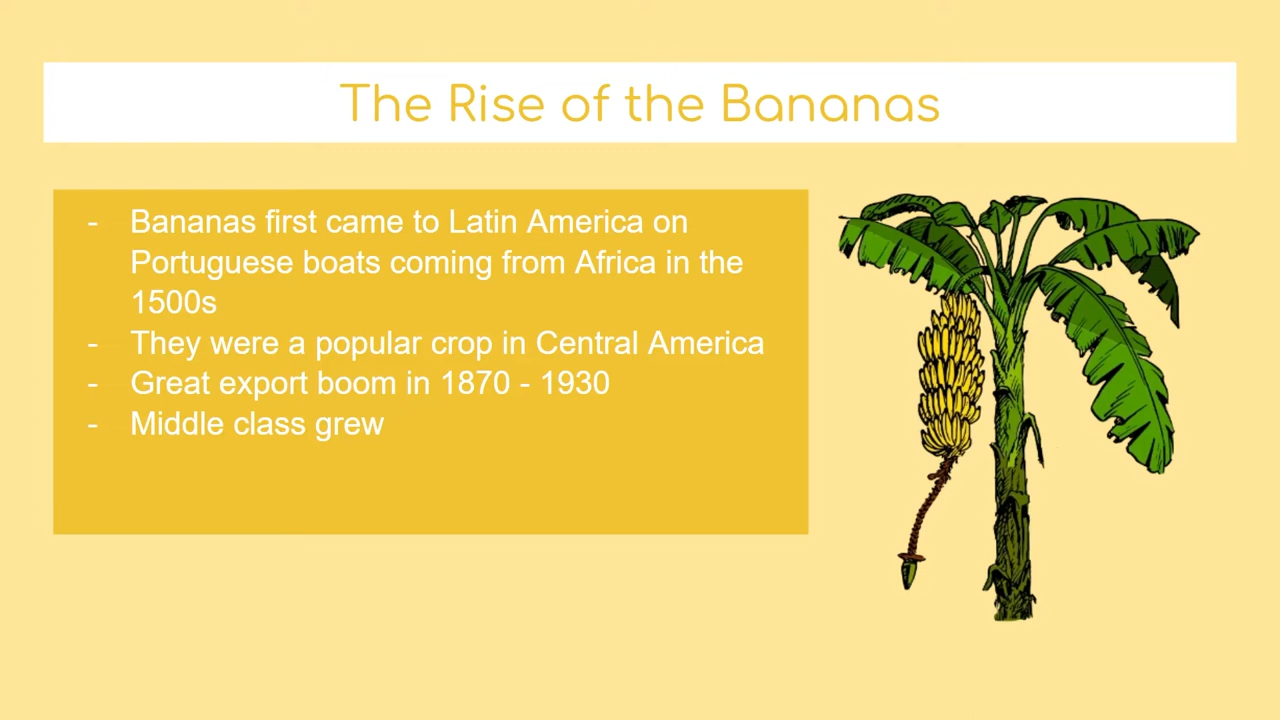 The Rise of the Bananas
- Bananas first came to Latin America on
Portuguese boats coming from Africa in the
1500s
- They were a popular crop in Central America
- Great export boom in 1870 - 1930
- Middle class grew